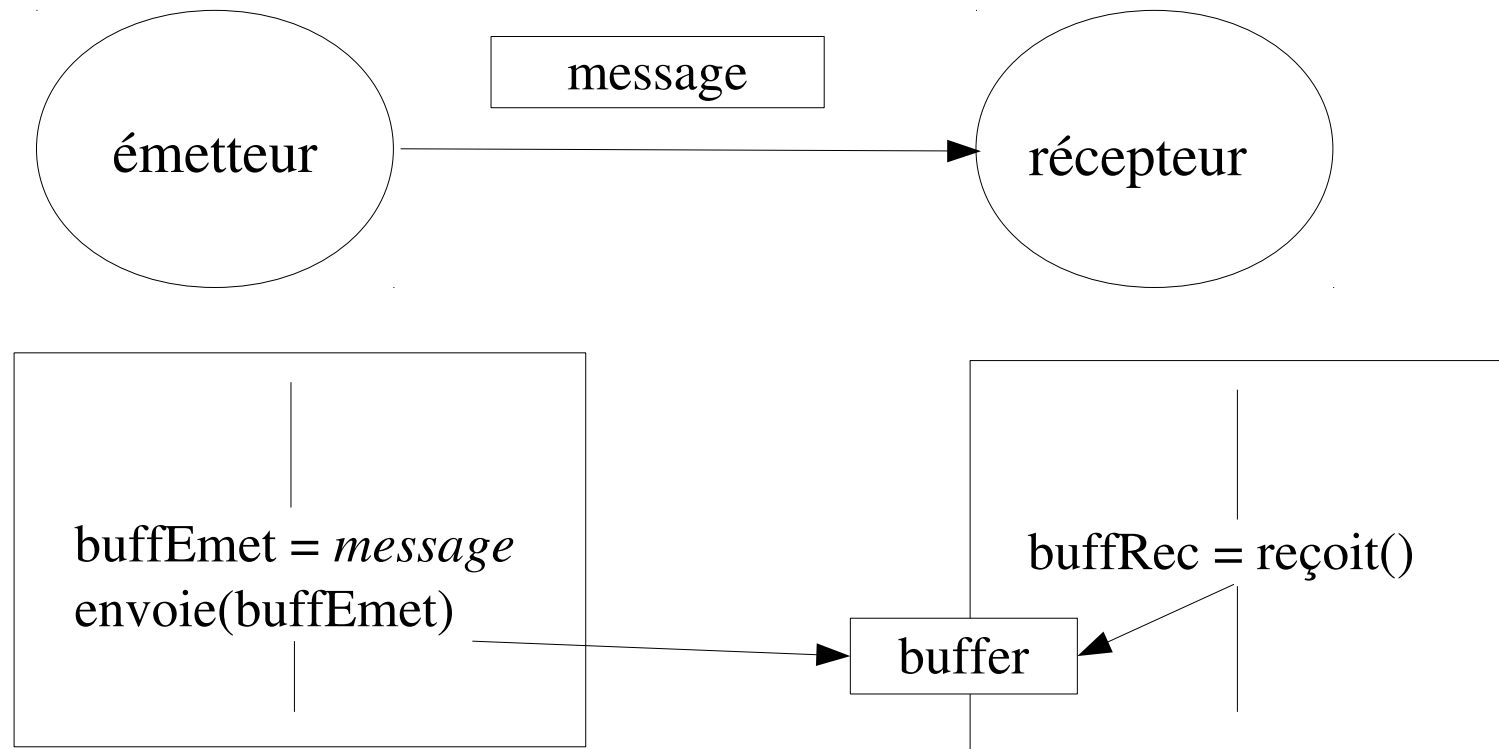 message
émetteur
récepteur
buffEmet = message
envoie(buffEmet)
buffRec = reçoit()
buffer